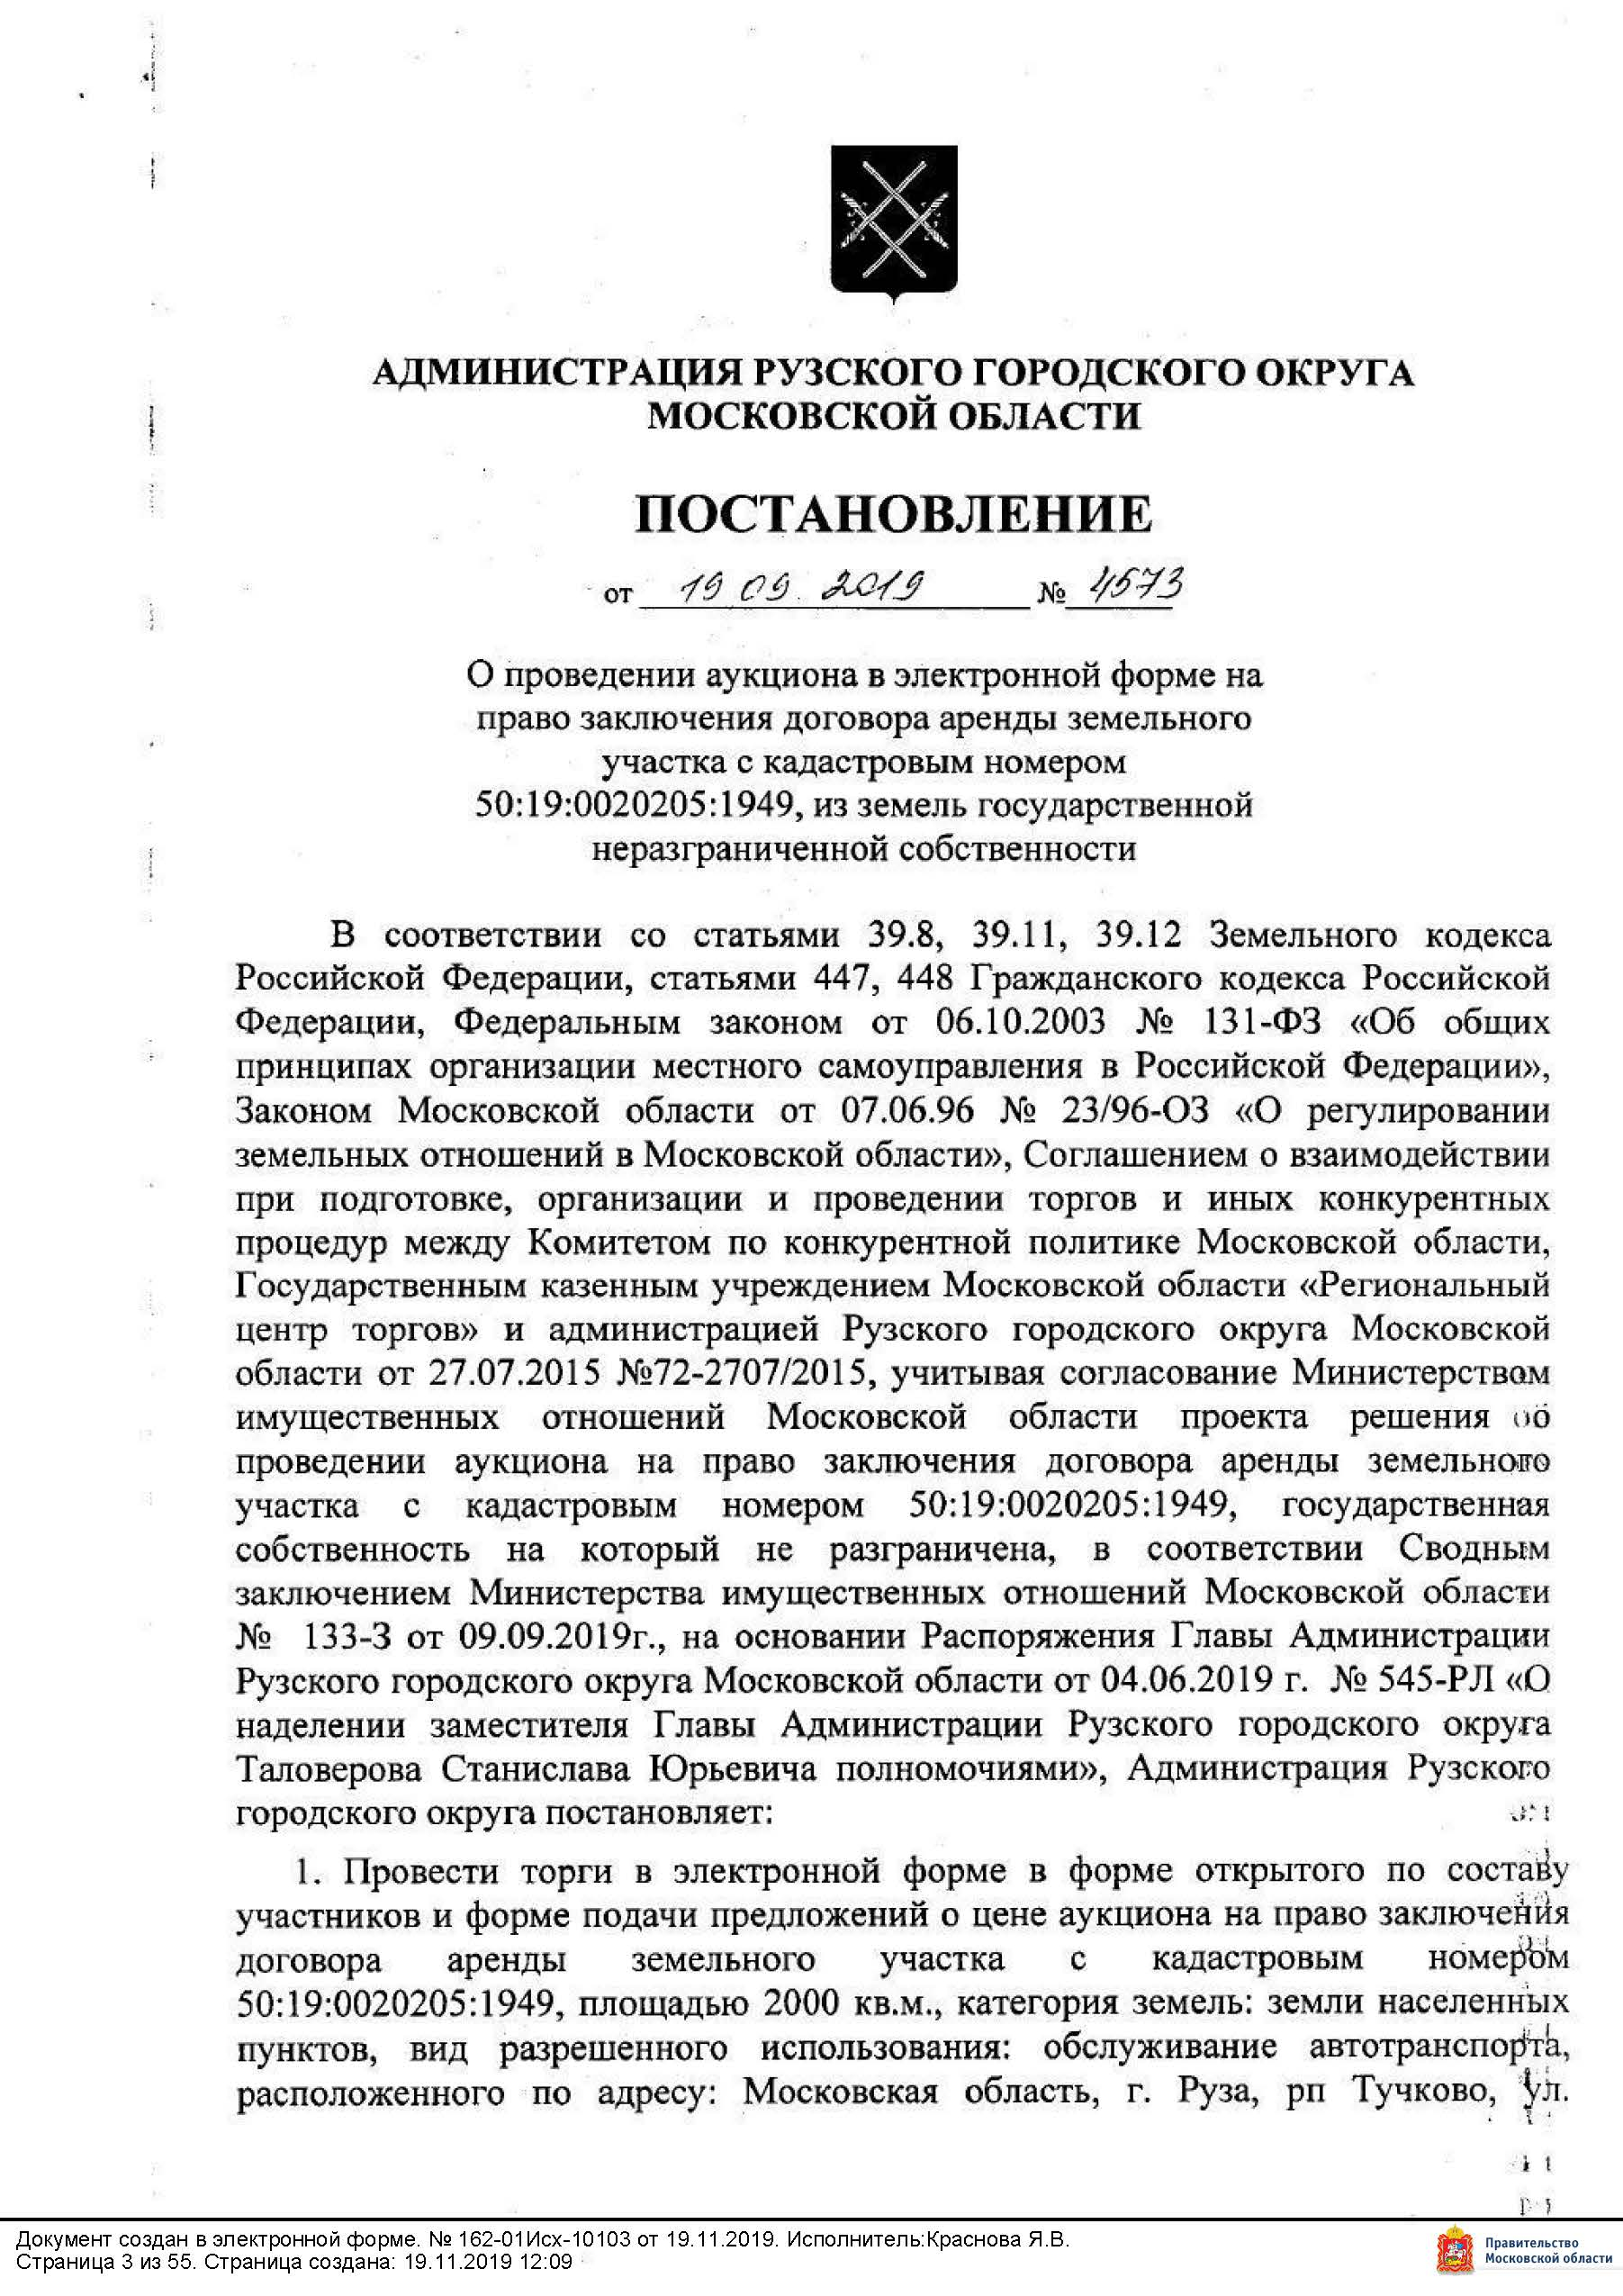 АДМИНИСТРАЦИЯ РУЗСКОГО ГОРОДСКОГО ОКРУГА
МОСКОВСКОЙ ОБЛАСТИ
ПОСТАНОВЛЕНИЕ
от 19 09. 2019 № 4573
О проведении аукциона в электронной форме на
право заключения договора аренды земельного
участка с кадастровым номером
50:19:0020205:1949, из земель государственной
неразграниченной собственности
В соответствии со статьями 39.8, 39.11, 39.12 Земельного кодекса
Российской Федерации, статьями 447, 448 Гражданского кодекса Российской
Федерации, Федеральным законом от 06.10.2003 № 131-ФЗ «Об общих
принципах организации местного самоуправления в Российской Федерации»,
Законом Московской области от 07.06.96 № 23/96-ОЗ «О регулировании
земельных отношений в Московской области», Соглашением о взаимодействии
при подготовке, организации и проведении торгов и иных конкурентных
процедур между Комитетом по конкурентной политике Московской области,
Государственным казенным учреждением Московской области «Региональный
центр торгов» и администрацией Рузского городского округа Московской
области от 27.07.2015 №72-2707/2015, учитывая согласование Министерством
имущественных отношений Московской области проекта решения об
проведении аукциона на право заключения договора аренды земельного
участка с кадастровым номером 50:19:0020205:1949, государственная
собственность на который не разграничена, в соответствии Сводным
заключением Министерства имущественных отношений Московской области
№ 133-З от 09.09.2019г., на основании Распоряжения Главы Администрации
Рузского городского округа Московской области от 04.06.2019 г. № 545-РЛ «О
наделении заместителя Главы Администрации Рузского городского округа
Таловерова Станислава Юрьевича полномочиями», Администрация Рузского
городского округа постановляет:
1. Провести торги в электронной форме в форме открытого по составу
участников и форме подачи предложений о цене аукциона на право заключения
договора аренды земельного участка с кадастровым номером
50:19:0020205:1949, площадью 2000 кв.м., категория земель: земли населенных
пунктов, вид разрешенного использования: обслуживание автотранспорта,
расположенного по адресу: Московская область, г. Руза, рп Тучково, ул.
Документ создан в электронной форме. № 162-01Исх-10103 от 19.11.2019. Исполнитель:Краснова Я.В.
Страница 3 из 55. Страница создана: 19.11.2019 12:09
Правительство
Московской области